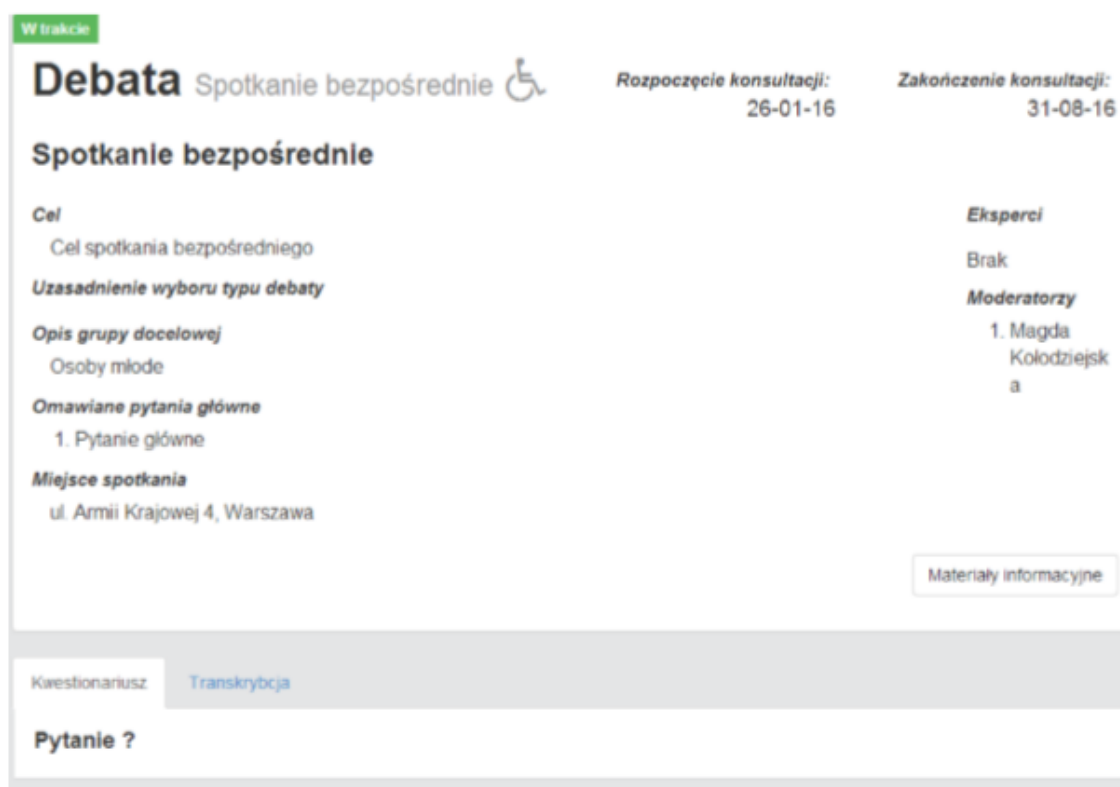 W trakcie
Debata Spotkanie bezpośrednie
Rozpoczęcie konsultacji:
26-01-16
Zakończenie konsultacji:
31-08-16
Spotkanie bezpośrednie
Cel
Cel spotkania bezpośredniego
Uzasadnienie wyboru typu debaty
Opis grupy docelowej
Osoby młode
Omawiane pytania główne
1. Pytanie główne
Miejsce spotkania
ul. Armii Krajowej 4, Warszawa
Eksperci
Brak
Moderatorzy
1. Magda
Kołodziejsk
a
Materiały informacyjne
Kwestionariusz
Transkrybcja
Pytanie ?